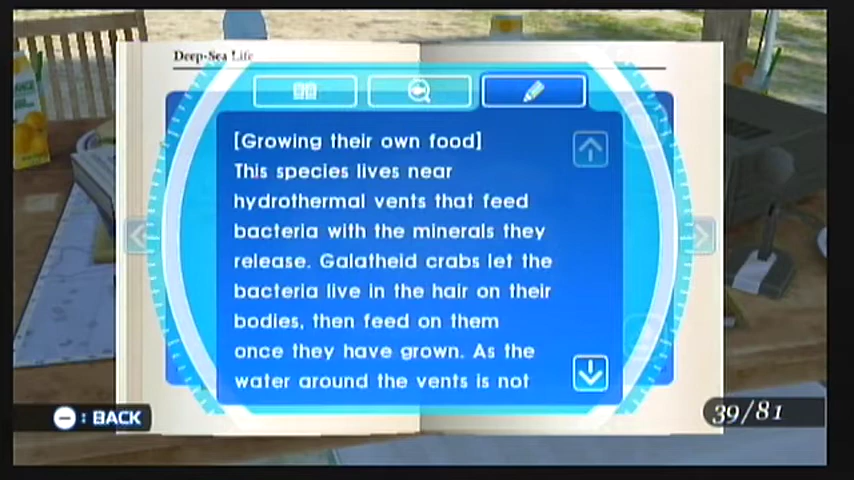 Deep-Sea Life
[Growing their own food]
This species lives near
hydrothermal vents that feed
bacteria with the minerals they
release. Galatheid crabs let the
bacteria live in the hair on their
bodies, then feed on them
once they have grown. As the
water around the vents is not
- : BACK
39/81